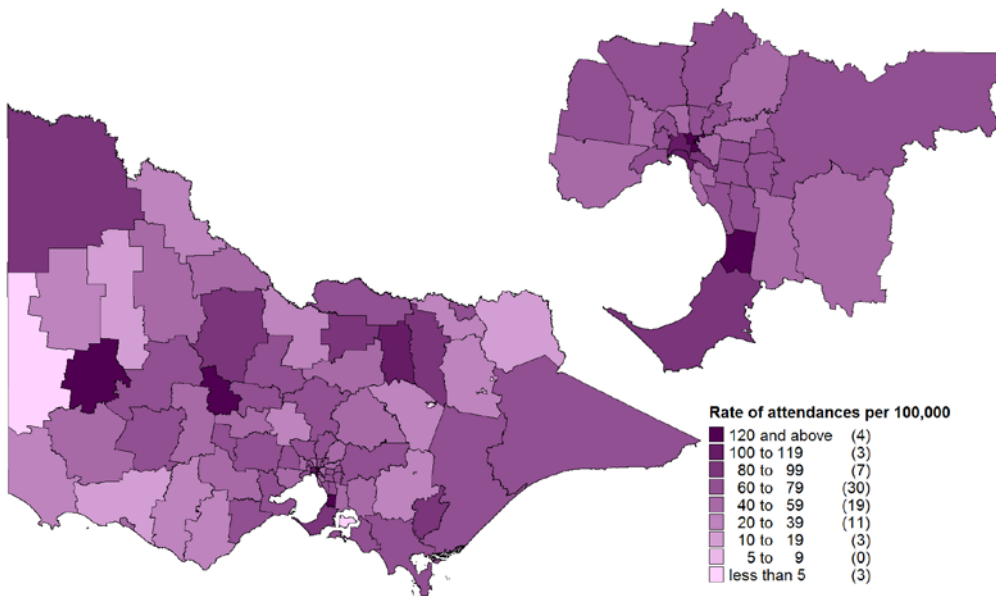 Rate of attendances per 100,000
120 and above (4)
100 to 119 (3)
80 to 99 (7)
60 to 79 (30)
40 to 59 (19)
20 to 39 (11)
10 to 19 (3)
5 to 9 (0)
less than 5 (3)